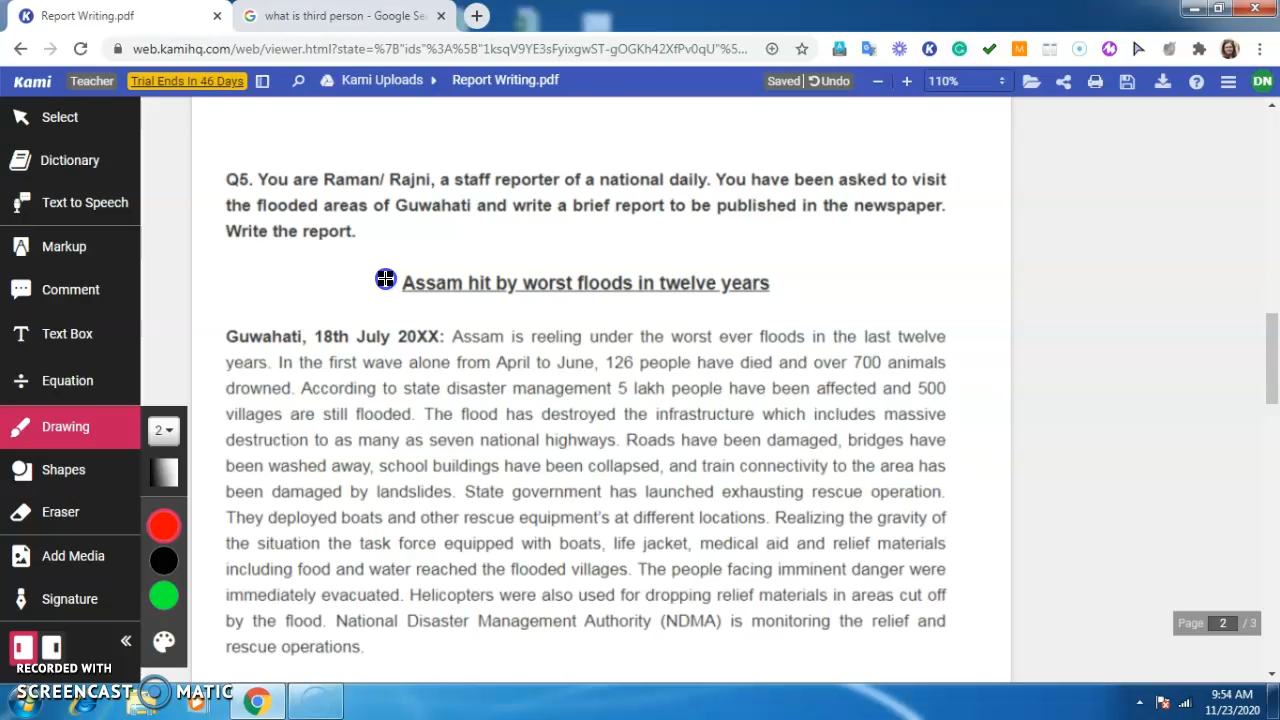 Report Writing.pdf
what is third person - Google Se
web.kamihq.com/web/viewer.html?state=%7B"ids"%3A%5B"1ksqV9YE3sFyixgwST-gOGKh42XfPv0qU"%...
Kami Teacher Trial Ends In 46 Days Kami Uploads Report Writing.pdf Saved Undo 110% DN
Select
Dictionary
Text to Speech
Markup
Comment
Text Box
Equation
Drawing
Shapes
Eraser
Add Media
Signature
2
Q5. You are Raman/ Rajni, a staff reporter of a national daily. You have been asked to visit
the flooded areas of Guwahati and write a brief report to be published in the newspaper.
Write the report.
Assam hit by worst floods in twelve years
Guwahati, 18th July 20XX: Assam is reeling under the worst ever floods in the last twelve
years. In the first wave alone from April to June, 126 people have died and over 700 animals
drowned. According to state disaster management 5 lakh people have been affected and 500
villages are still flooded. The flood has destroyed the infrastructure which includes massive
destruction to as many as seven national highways. Roads have been damaged, bridges have
been washed away, school buildings have been collapsed, and train connectivity to the area has
been damaged by landslides. State government has launched exhausting rescue operation.
They deployed boats and other rescue equipment's at different locations. Realizing the gravity of
the situation the task force equipped with boats, life jacket, medical aid and relief materials
including food and water reached the flooded villages. The people facing imminent danger were
immediately evacuated. Helicopters were also used for dropping relief materials in areas cut off
by the flood. National Disaster Management Authority (NDMA) is monitoring the relief and
rescue operations.
Page 2 / 3
RECORDED WITH
SCREENCAST MATIC
9:54 AM
11/23/2020